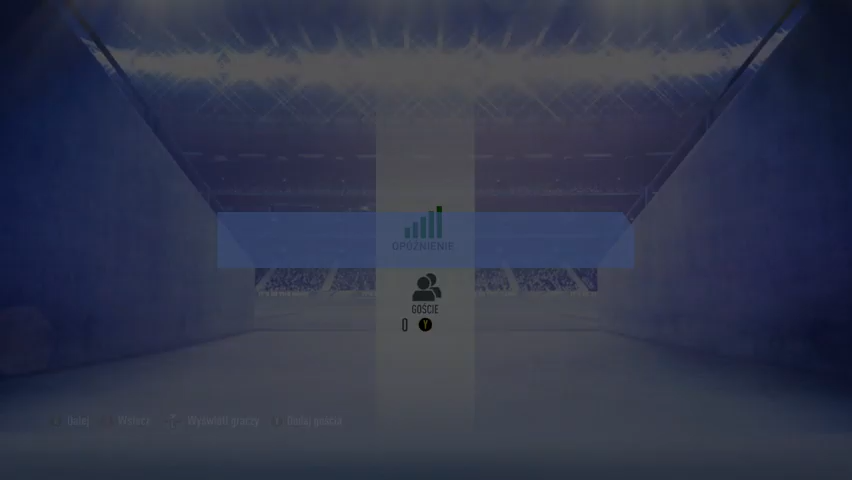 OPÓŹNIENIE
GOŚCIE
0 Y
Dalej Wstecz Wyświetl graczy Dodaj gościa